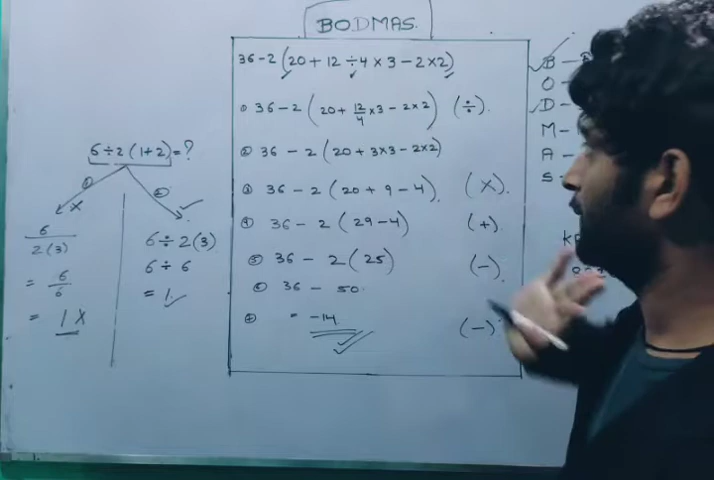 BODMAS.
6÷2(1+2)=?
① x
② ✓
6/2(3)
= 6/6
= 1 x
6÷2(3)
6÷6
= 1 ✓
36-2(20+12÷4×3-2×2)
① 36-2(20+12/4×3-2×2) (÷).
② 36-2(20+3×3-2×2)
③ 36-2(20+9-4). (×).
④ 36-2(29-4) (+).
⑤ 36-2(25) (-).
⑥ 36-50.
⑦ = -14 (-)
B -
O -
D -
M -
A -
S -